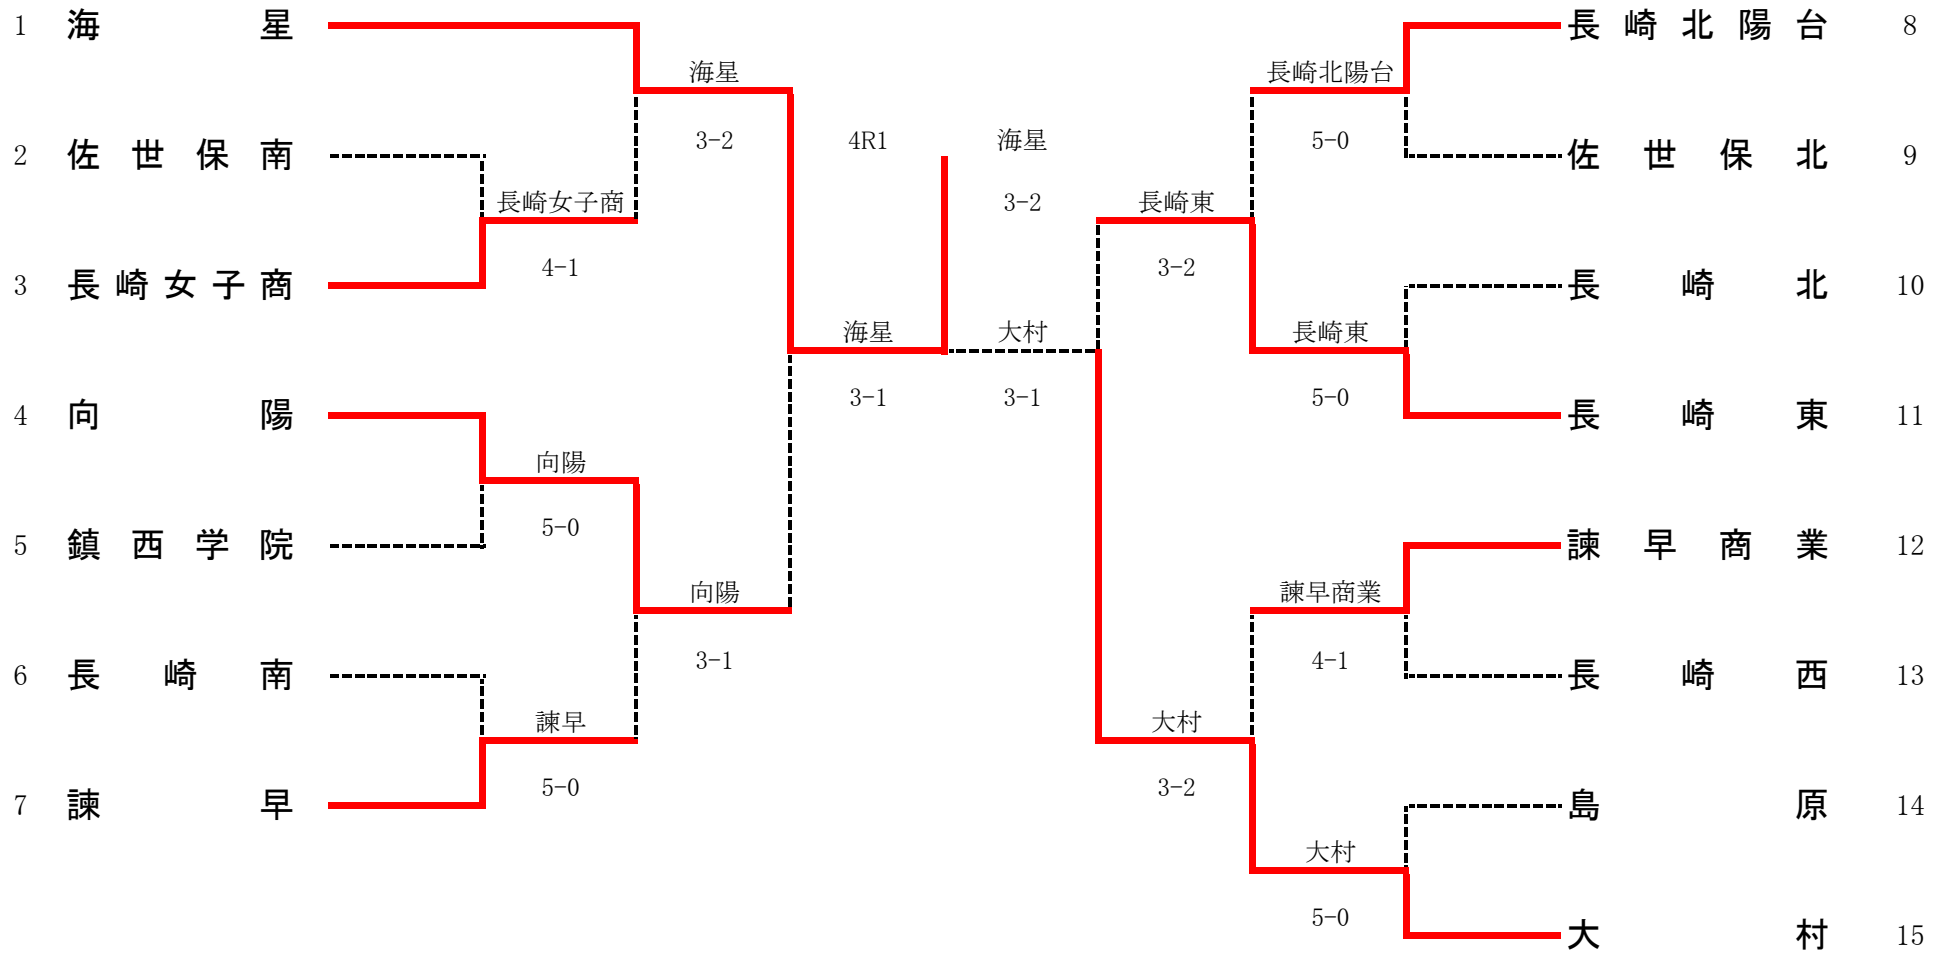 1 海星
長崎北陽台 8
海星
長崎北陽台
3-2
4R1
海星
5-0
2 佐世保南
佐世保北 9
長崎女子商
3-2
長崎東
4-1
3-2
3 長崎女子商
長崎北 10
海星
大村
長崎東
3-1
3-1
5-0
4 向陽
長崎東 11
向陽
5-0
5 鎮西学院
諫早商業 12
向陽
諫早商業
3-1
4-1
6 長崎南
長崎西 13
諫早
大村
5-0
3-2
7 諫早
島原 14
大村
5-0
大村 15